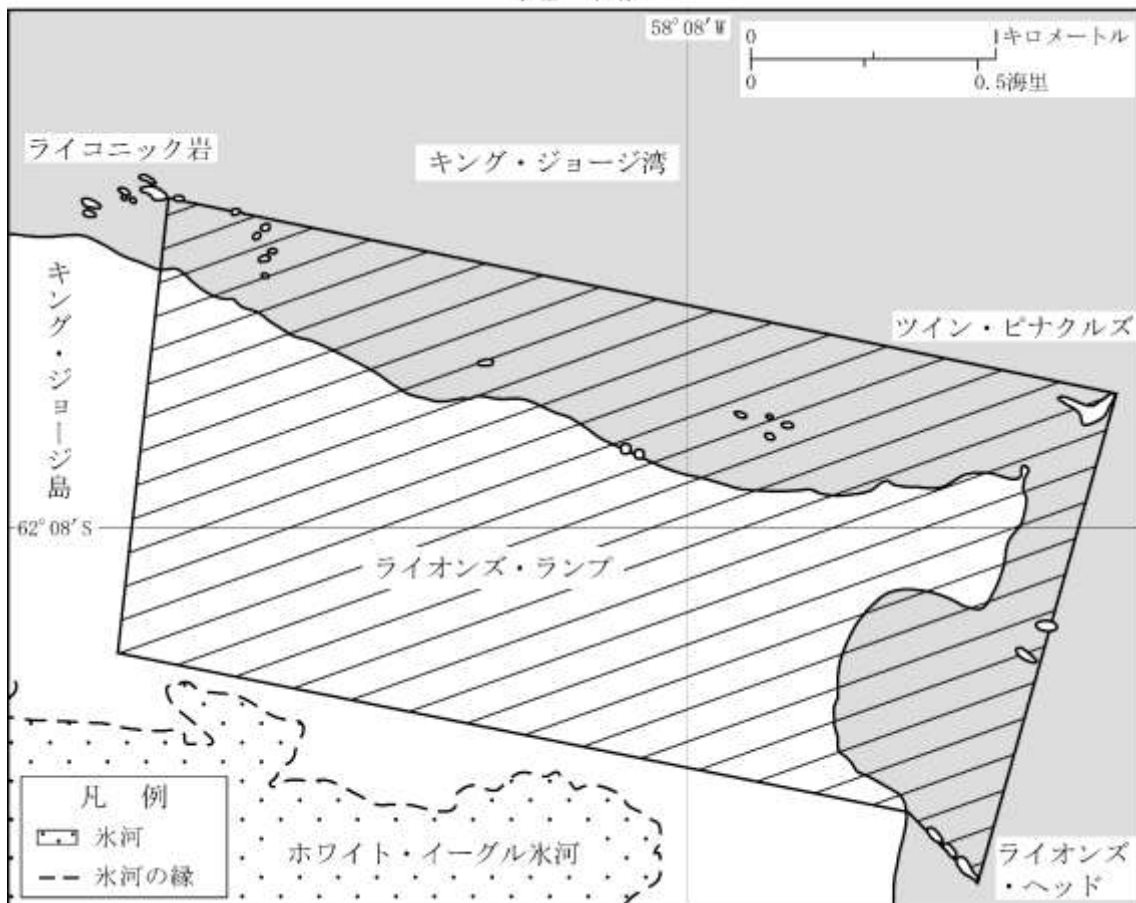 58°08′W
0
1キロメートル
0
0.5海里
ライコニック岩
キング・ジョージ湾
キング・ジョージ島
ツイン・ピナクルズ
62°08′S
ライオンズ・ランプ
凡 例
氷河
氷河の縁
ホワイト・イーグル氷河
ライオンズ
・ヘッド